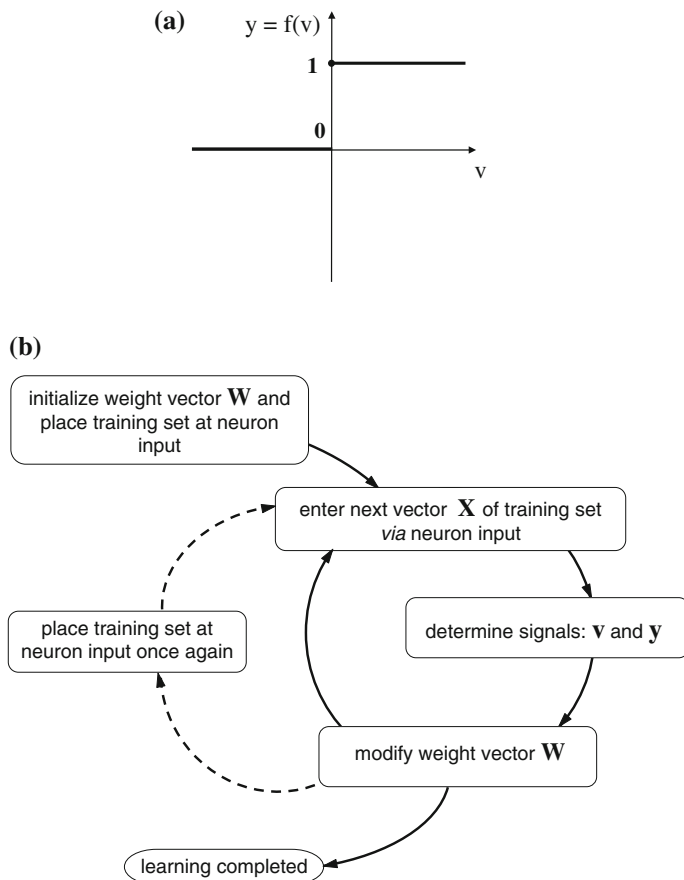 (a)
y = f(v)
1
0
v
(b)
initialize weight vector W and
place training set at neuron
input
enter next vector X of training set
via neuron input
place training set at
neuron input once again
determine signals: v and y
modify weight vector W
learning completed